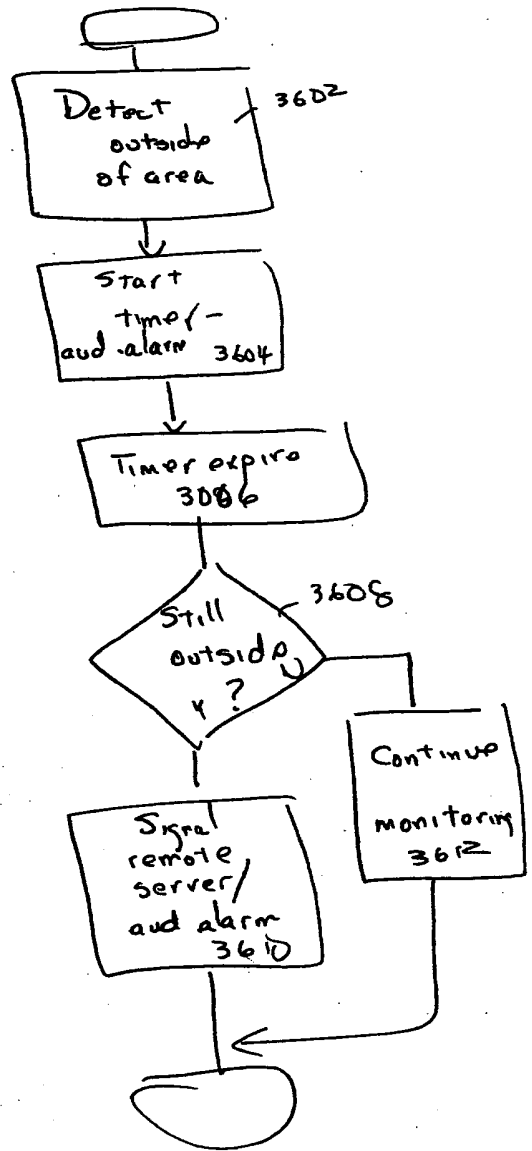 Detect
outside
of area
3602
Start
timer -
aud. alarm 3604
Timer expire
3086
3608
Still
outside
N
Y ?
Continue
monitoring
3612
Signal
remote
server/
aud alarm
3610